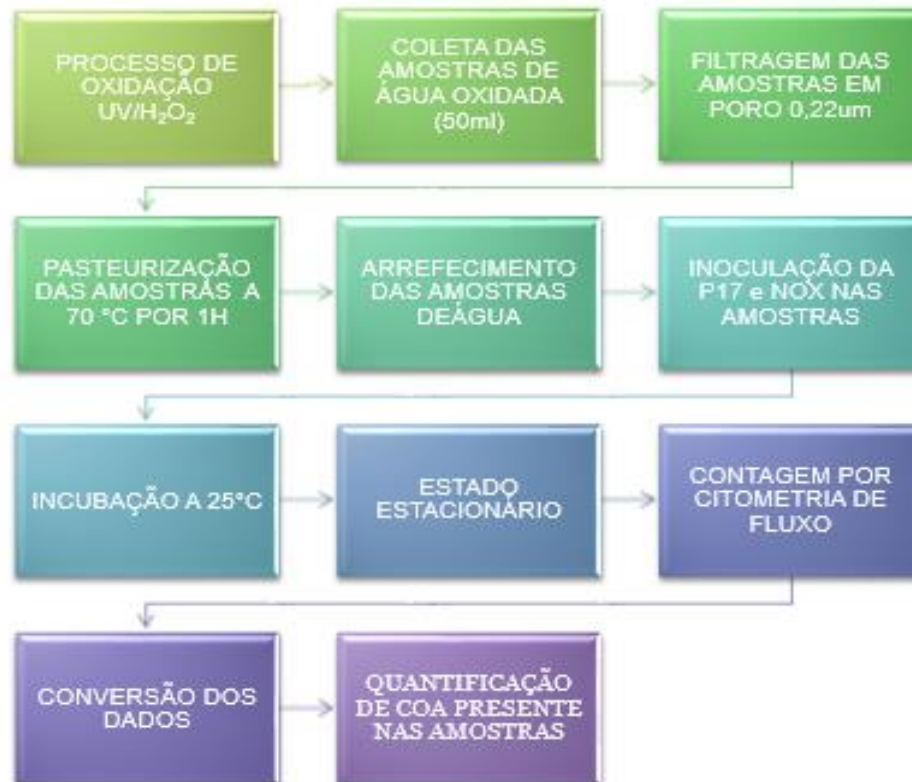 PROCESSO DE
OXIDAÇÃO
UV/H₂O₂
COLETA DAS
AMOSTRAS DE
ÁGUA OXIDADA
(50ml)
FILTRAGEM DAS
AMOSTRAS EM
PORO 0,22um
PASTEURIZAÇÃO
DAS AMOSTRAS A
70 °C POR 1H
ARREFECIMENTO
DAS AMOSTRAS
DEÁGUA
INOCULAÇÃO DA
P17 e NOX NAS
AMOSTRAS
INCUBAÇÃO A 25°C
ESTADO
ESTACIONÁRIO
CONTAGEM POR
CITOMETRIA DE
FLUXO
CONVERSÃO DOS
DADOS
QUANTIFICAÇÃO
DE COA PRESENTE
NAS AMOSTRAS